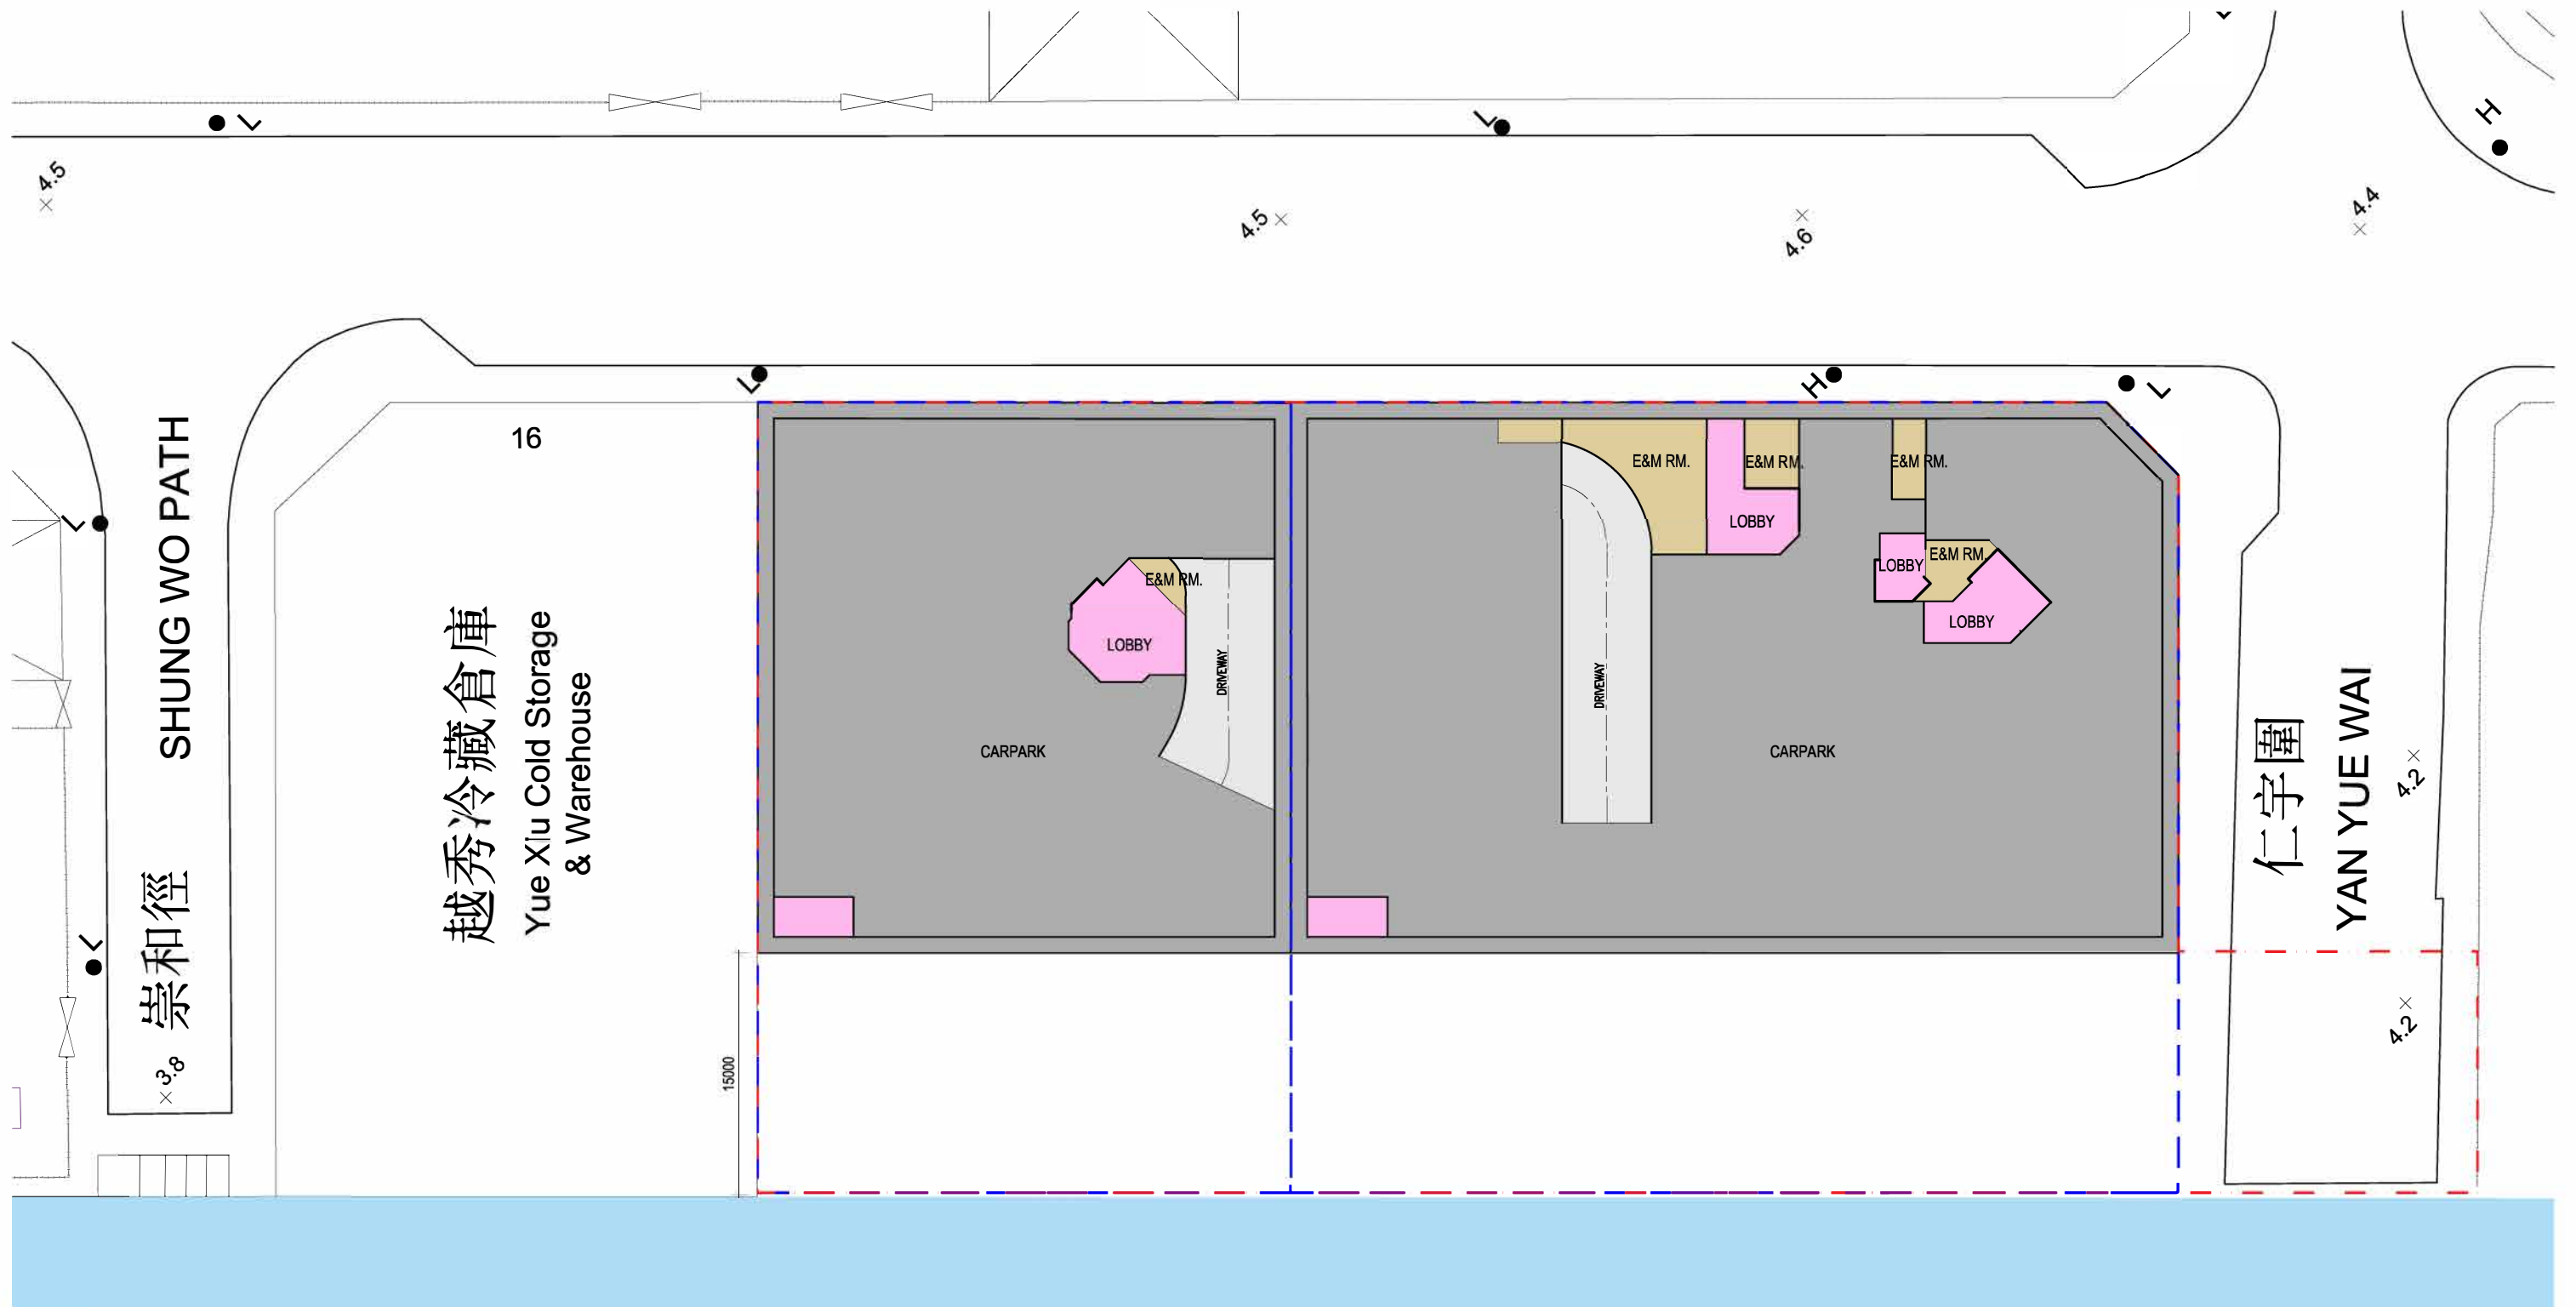 L
L
H
4.5
4.5
4.6
4.4
L
H
L
16
L
SHUNG WO PATH
崇和徑
L
3.8
越秀冷藏倉庫
Yue Xiu Cold Storage
& Warehouse
E&M RM.
LOBBY
DRIVEWAY
CARPARK
E&M RM.
E&M RM.
E&M RM.
LOBBY
LOBBY
E&M RM.
LOBBY
DRIVEWAY
CARPARK
15000
仁宇圍
YAN YUE WAI
4.2
4.2